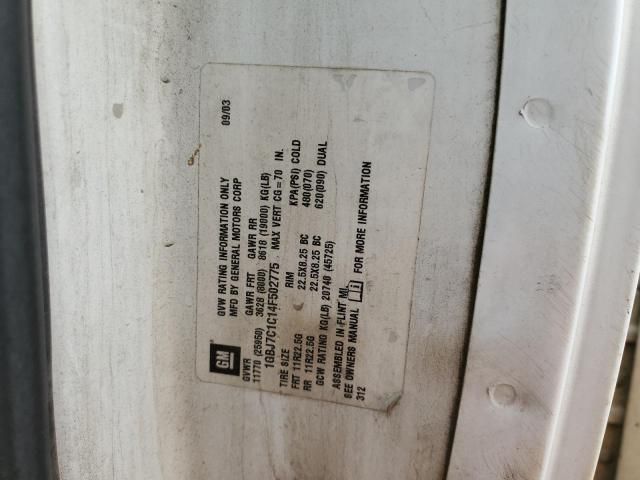 GM
GVW RATING INFORMATION ONLY
MFD BY GENERAL MOTORS CORP 09/03
GVWR GAWR FRT GAWR RR
11770 (25950) 3628 (8000) 8618 (19000) KG(LB)
1GBJ7C1C14F502775 MAX VERT CG = 70 IN.
TIRE SIZE RIM KPA(PSI) COLD
FRT 11R22.5G 22.5X8.25 BC 480(070)
RR 11R22.5G 22.5X8.25 BC 620(090) DUAL
GCW RATING KG(LB) 20740 (45725)
ASSEMBLED IN FLINT MI,
SEE OWNERS MANUAL FOR MORE INFORMATION
312